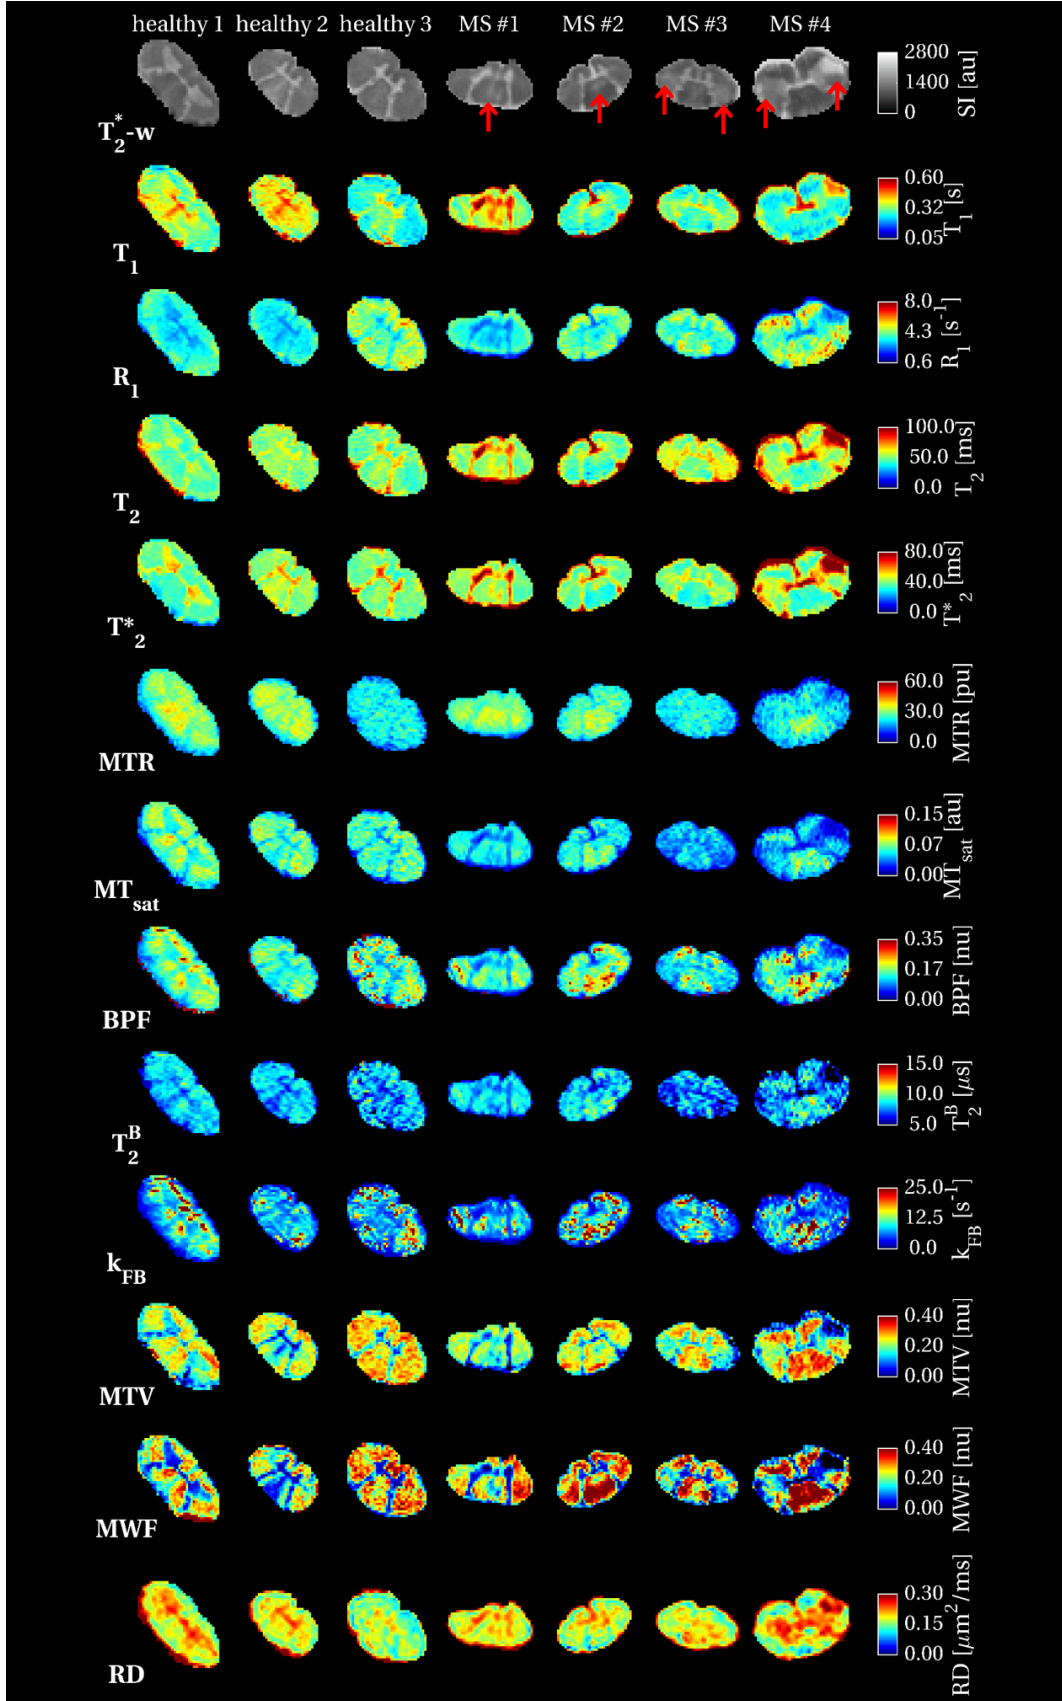 healthy 1 healthy 2 healthy 3 MS #1 MS #2 MS #3 MS #4
T*2-w 2800 1400 0 SI [au]
T1 0.60 0.32 0.05 T1 [s]
R1 8.0 4.3 0.6 R1 [s-1]
T2 100.0 50.0 0.0 T2 [ms]
T*2 80.0 40.0 0.0 T*2 [ms]
MTR 60.0 30.0 0.0 MTR [pu]
MTsat 0.15 0.07 0.00 MTsat [au]
BPF 0.35 0.17 0.00 BPF [nu]
TB2 15.0 10.0 5.0 TB2 [μs]
kFB 25.0 12.5 0.0 kFB [s-1]
MTV 0.40 0.20 0.00 MTV [nu]
MWF 0.40 0.20 0.00 MWF [nu]
RD 0.30 0.15 0.00 RD [μm2/ms]